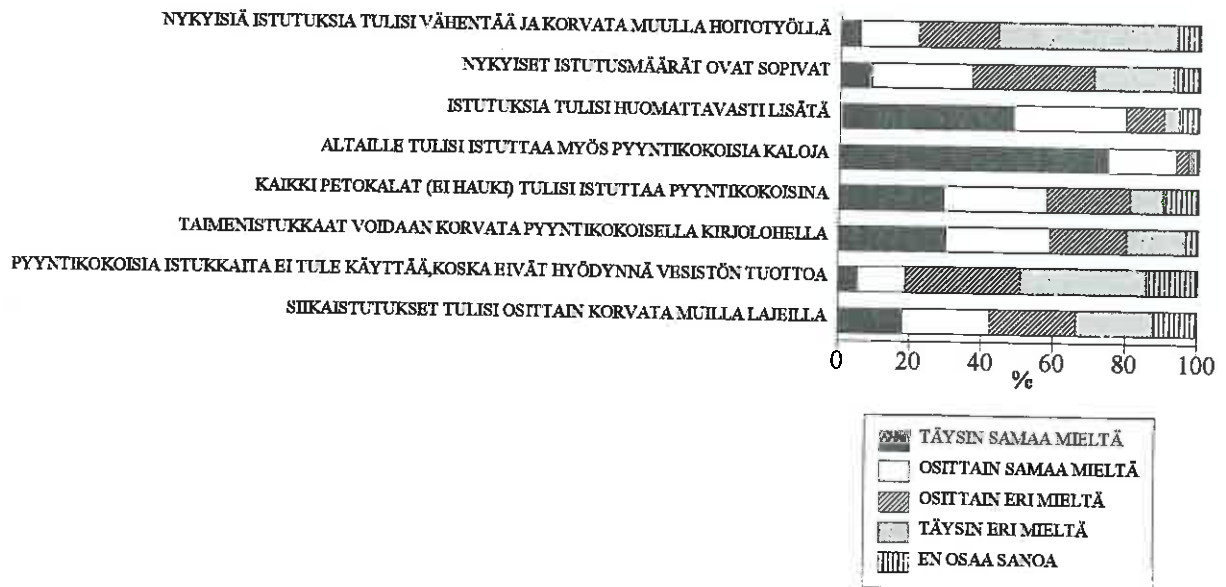 NYKYISIÄ ISTUTUKSIA TULISI VÄHENTÄÄ JA KORVATA MUULLA HOITOTYÖLLÄ
NYKYISET ISTUTUSMÄÄRÄT OVAT SOPIVAT
ISTUTUKSIA TULISI HUOMATTAVASTI LISÄTÄ
ALTAILLE TULISI ISTUTTAA MYÖS PYYNTIKOKOISIA KALOJA
KAIKKI PETOKALAT (EI HAUKI) TULISI ISTUTTAA PYYNTIKOKOISINA
TAIMENISTUKKAAT VOIDAAN KORVATA PYYNTIKOKOISELLA KIRJOLOHELLA
PYYNTIKOKOISIA ISTUKKAITA EI TULE KÄYTTÄÄ,KOSKA EIVÄT HYÖDYNNÄ VESISTÖN TUOTTOA
SIIKAISTUTUKSET TULISI OSITTAIN KORVATA MUILLA LAJEILLA
0 20 40 60 80 100
%
TÄYSIN SAMAA MIELTÄ
OSITTAIN SAMAA MIELTÄ
OSITTAIN ERI MIELTÄ
TÄYSIN ERI MIELTÄ
EN OSAA SANOA